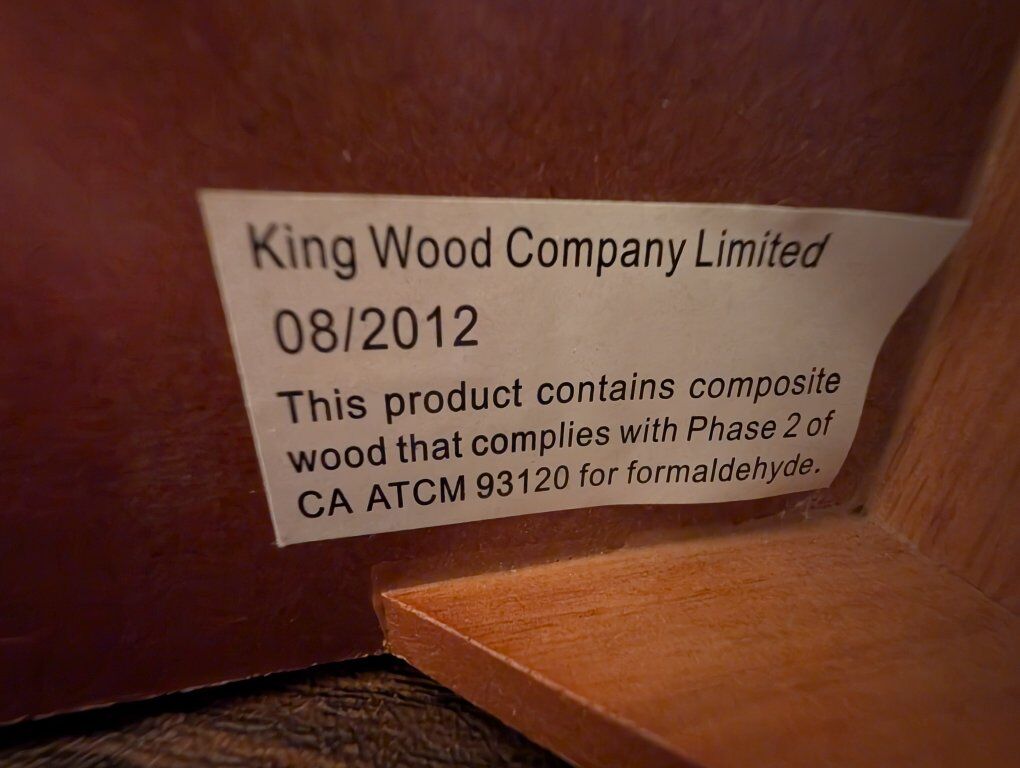 King Wood Company Limited
08/2012
This product contains composite
wood that complies with Phase 2 of
CA ATCM 93120 for formaldehyde.